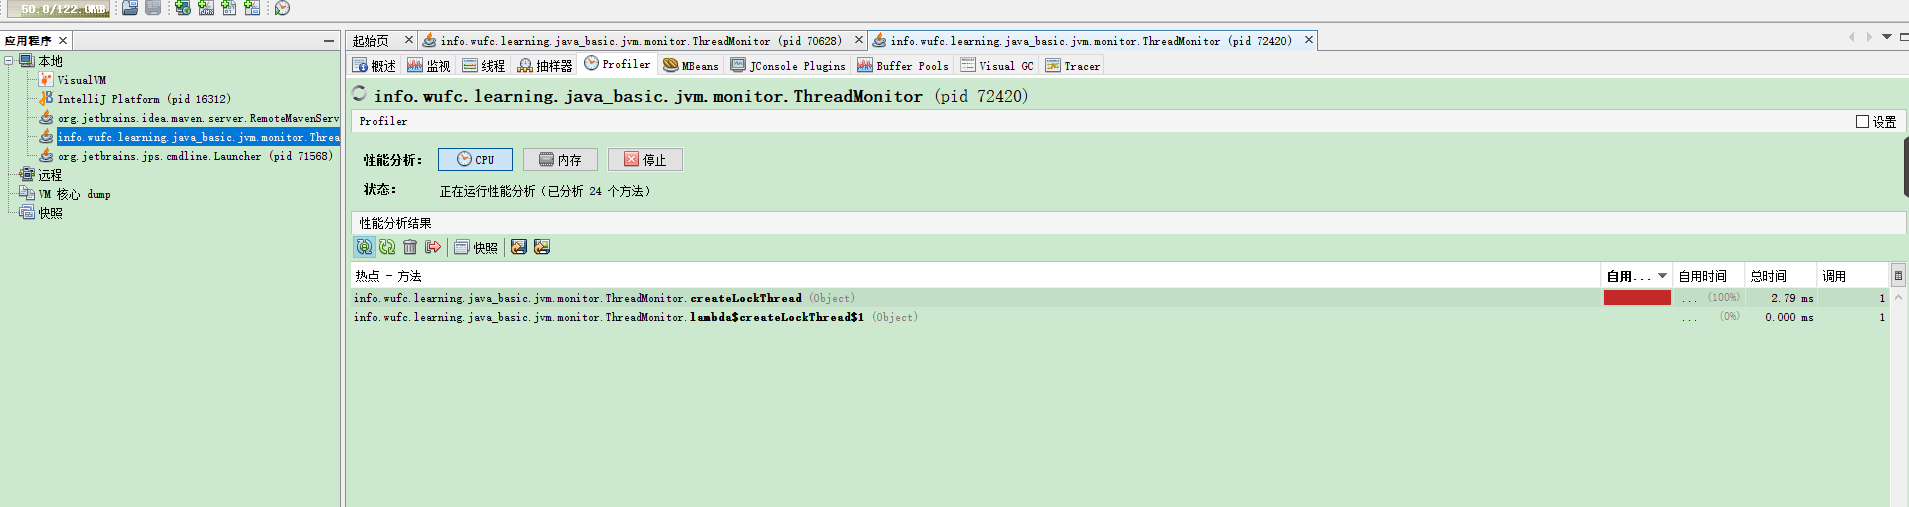 50.0/122.0MB
应用程序
本地
VisualVM
IntelliJ Platform (pid 16312)
org.jetbrains.idea.maven.server.RemoteMavenServ
info.wufc.learning.java_basic.jvm.monitor.Threa
org.jetbrains.jps.cmdline.Launcher (pid 71568)
远程
VM 核心 dump
快照
起始页 info.wufc.learning.java_basic.jvm.monitor.ThreadMonitor (pid 70628) info.wufc.learning.java_basic.jvm.monitor.ThreadMonitor (pid 72420)
概述 监视 线程 抽样器 Profiler MBeans JConsole Plugins Buffer Pools Visual GC Tracer
info.wufc.learning.java_basic.jvm.monitor.ThreadMonitor (pid 72420)
Profiler 设置
性能分析: CPU 内存 停止
状态: 正在运行性能分析（已分析 24 个方法）
性能分析结果
快照
热点 - 方法 自用... 自用时间 总时间 调用
info.wufc.learning.java_basic.jvm.monitor.ThreadMonitor.createLockThread (Object) ... (100%) 2.79 ms 1
info.wufc.learning.java_basic.jvm.monitor.ThreadMonitor.lambda$createLockThread$1 (Object) ... (0%) 0.000 ms 1